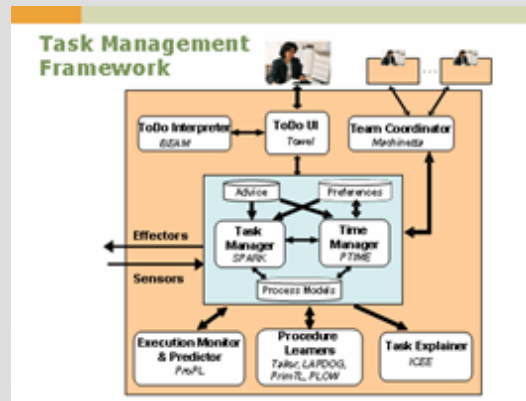 Task Management
Framework
ToDo Interpreter
BEAM
ToDo UI
Towel
Team Coordinator
Machinetta
Advice
Preferences
Task
Manager
SPARK
Time
Manager
PTIME
Effectors
Sensors
Process Models
Execution Monitor
& Predictor
ProPL
Procedure
Learners
Tailor, LAPDOG,
PrimTL, PLOW
Task Explainer
ICEE